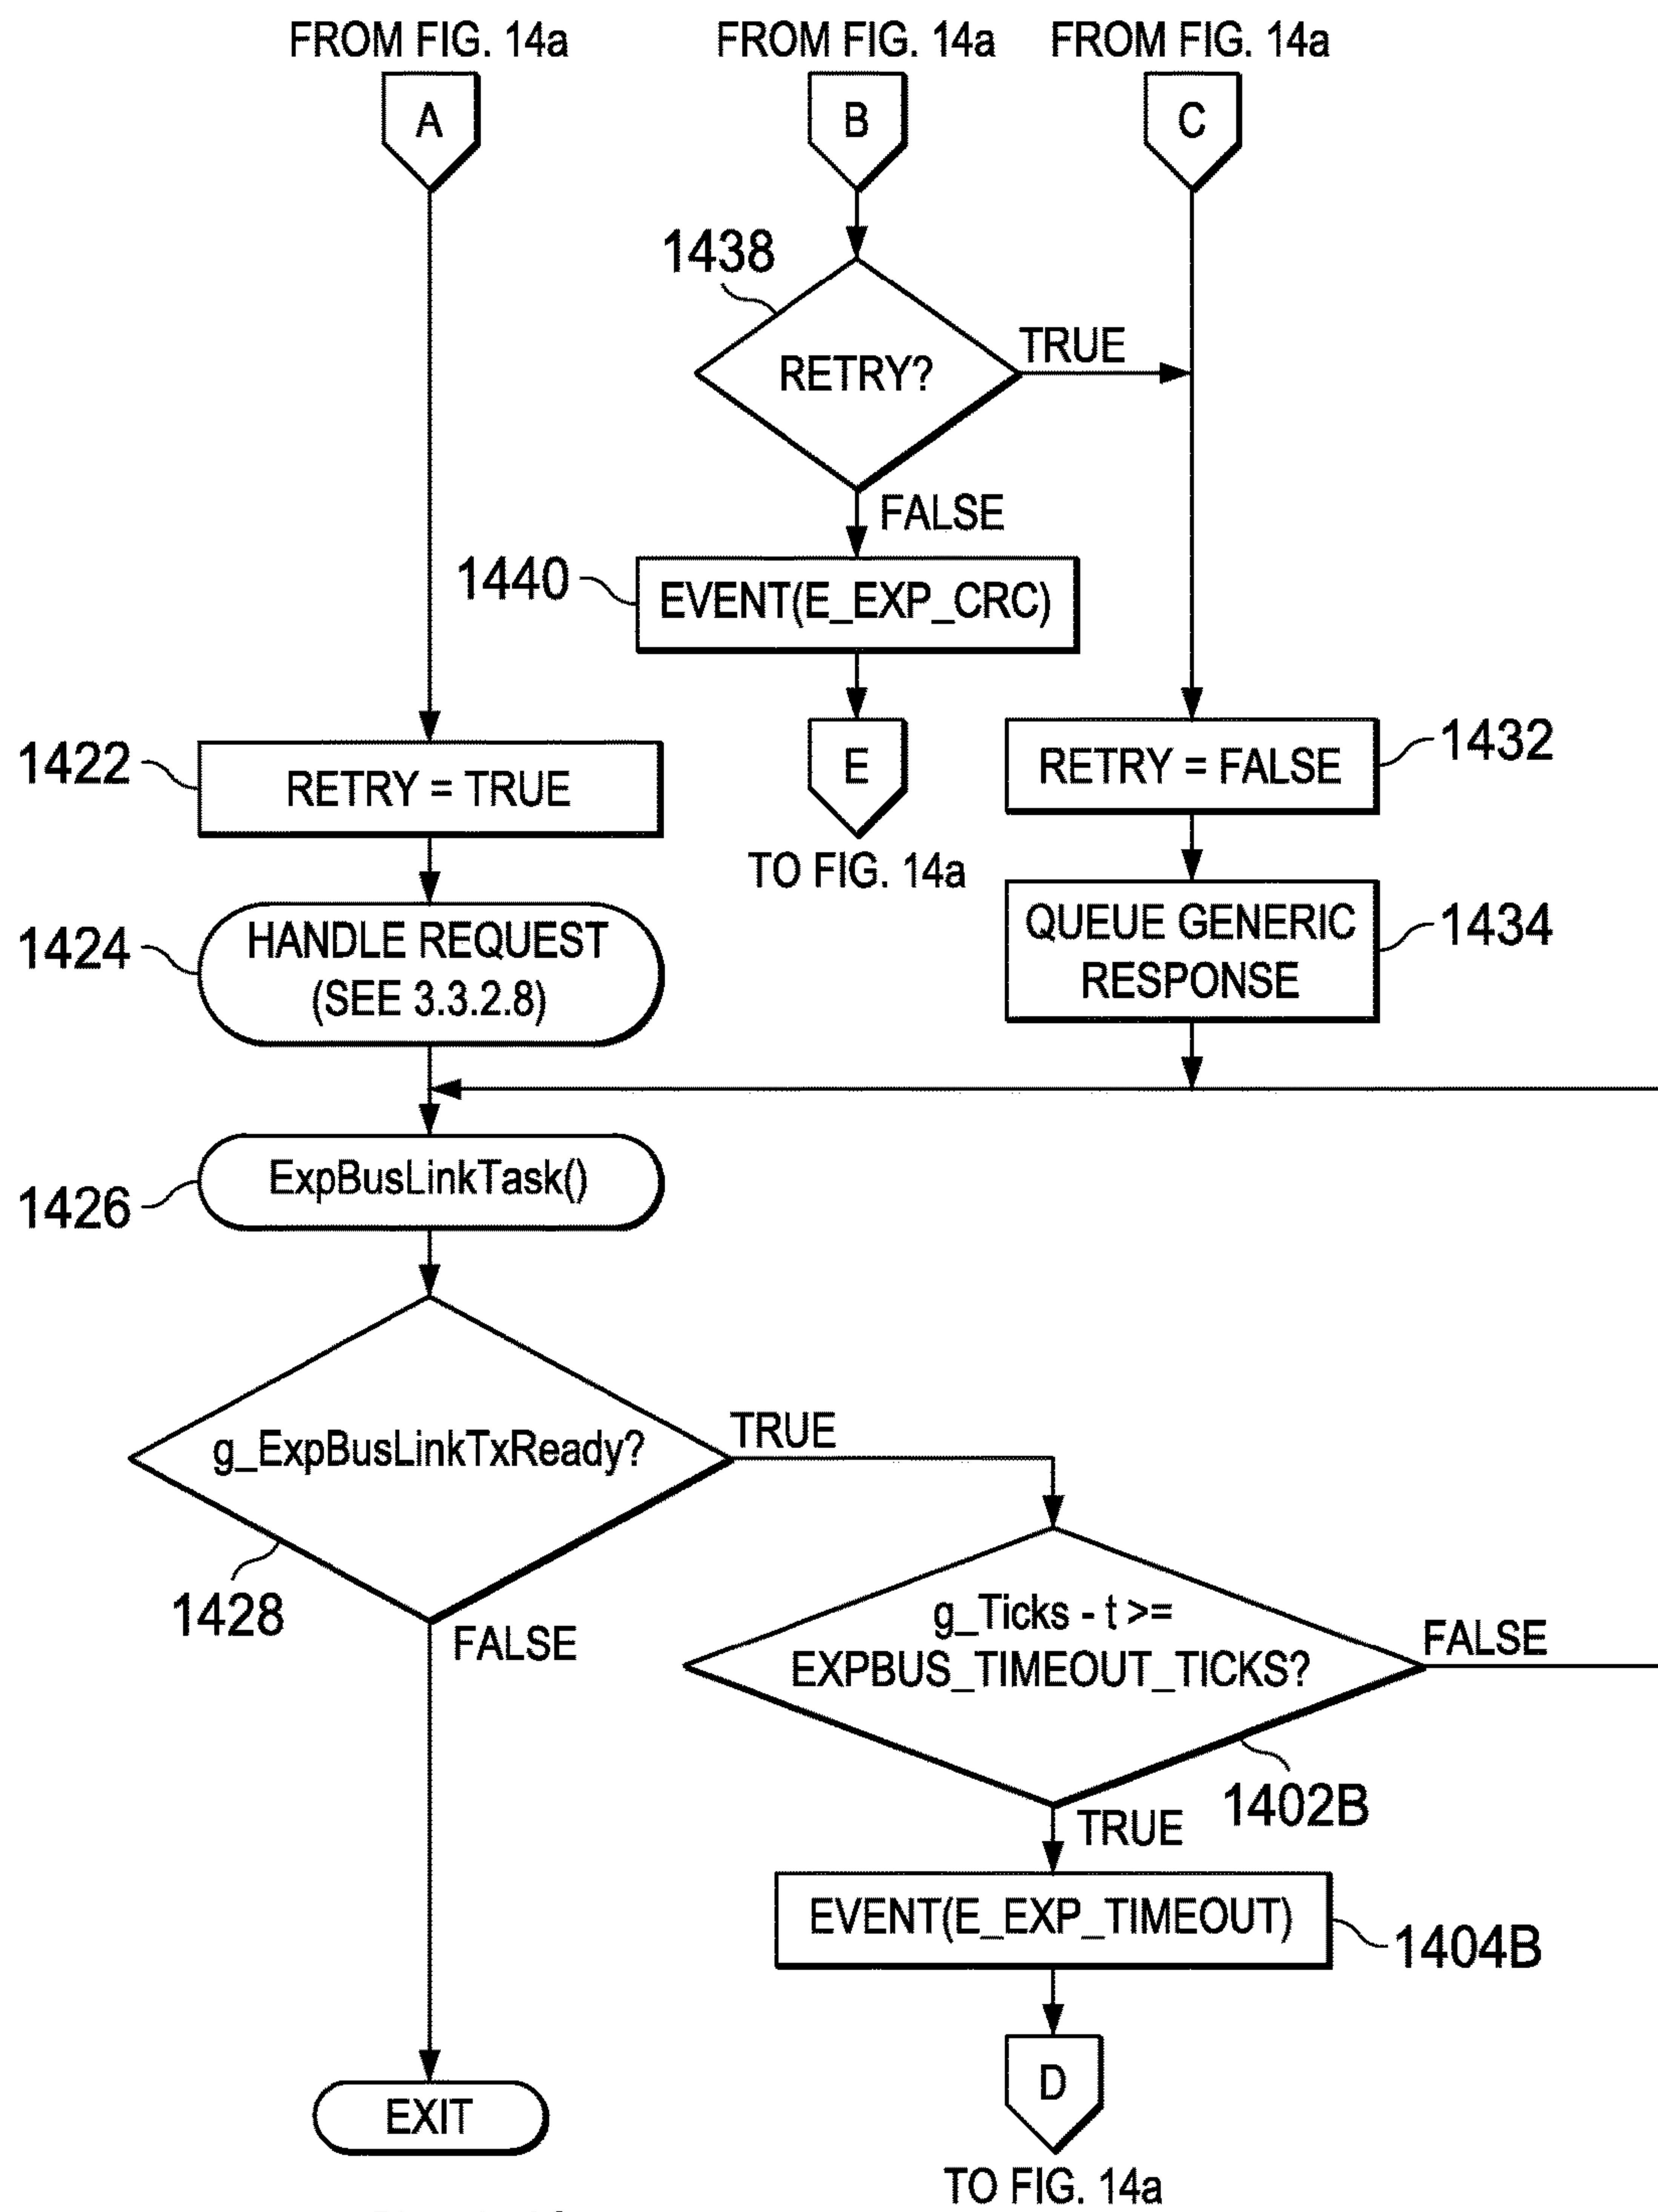 FROM FIG. 14a
FROM FIG. 14a
FROM FIG. 14a
A
B
C
1438
RETRY?
TRUE
FALSE
1440
EVENT(E_EXP_CRC)
E
TO FIG. 14a
1422
RETRY = TRUE
RETRY = FALSE
1432
1424
HANDLE REQUEST
(SEE 3.3.2.8)
QUEUE GENERIC
RESPONSE
1434
1426
ExpBusLinkTask()
g_ExpBusLinkTxReady?
TRUE
1428
FALSE
g_Ticks - t >=
EXPBUS_TIMEOUT_TICKS?
FALSE
1402B
TRUE
EVENT(E_EXP_TIMEOUT)
1404B
D
TO FIG. 14a
EXIT